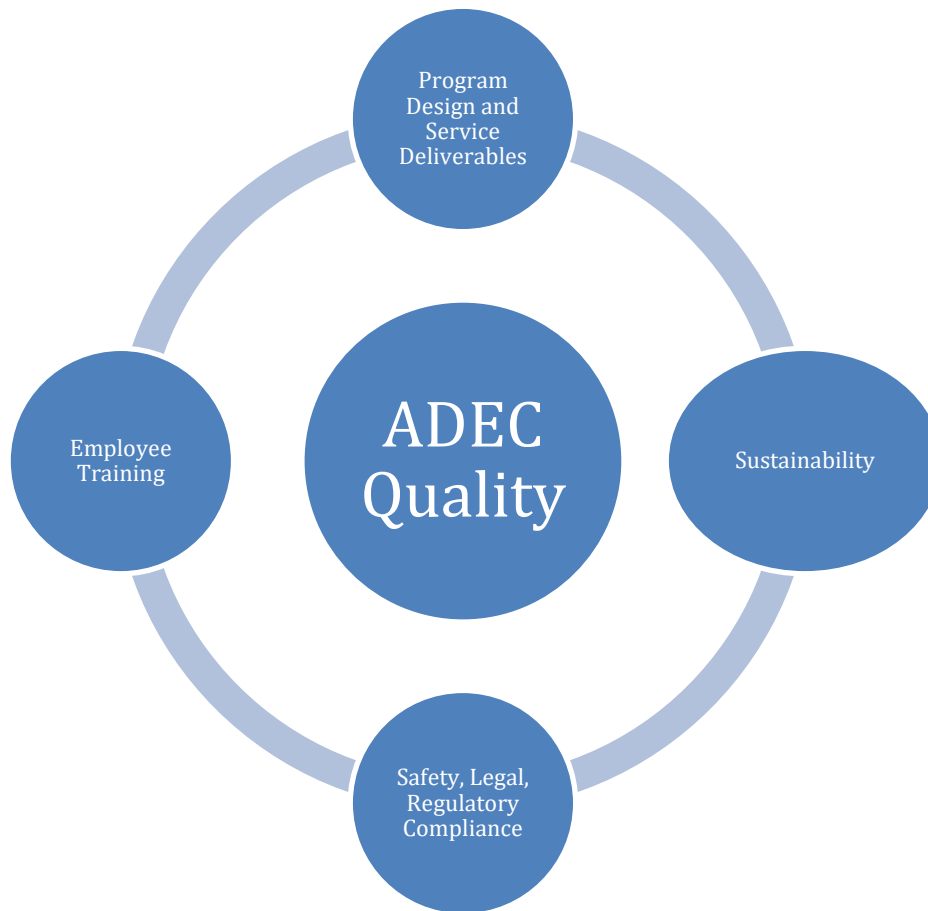 Program
Design and
Service
Deliverables
Employee
Training
ADEC
Quality
Sustainability
Safety, Legal,
Regulatory
Compliance